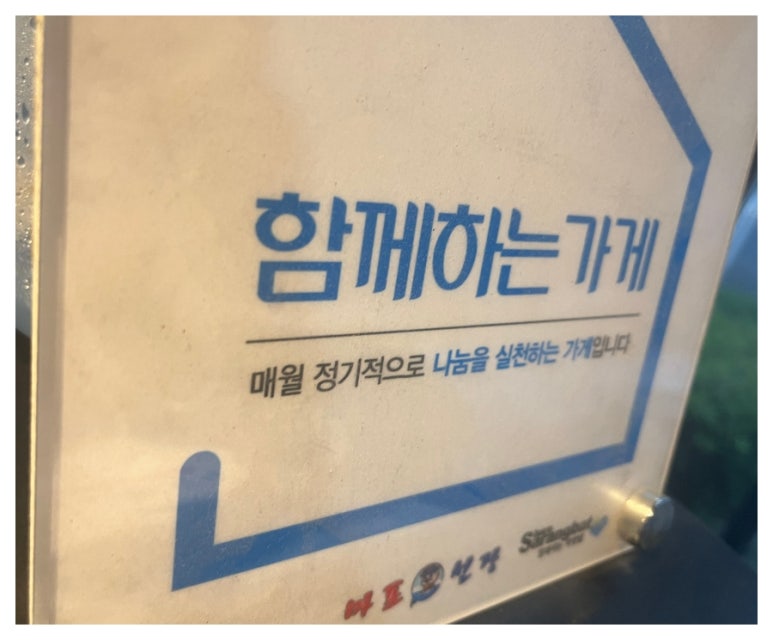 함께하는가게
매월 정기적으로 나눔을 실천하는 가게입니다
Sarangbat